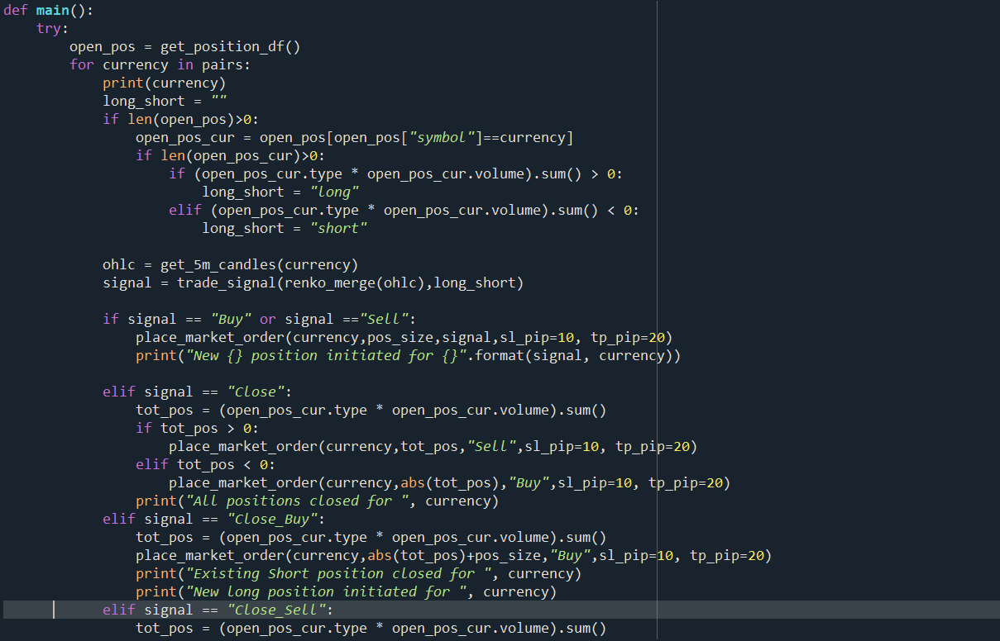 def main():
    try:
        open_pos = get_position_df()
        for currency in pairs:
            print(currency)
            long_short = ""
            if len(open_pos)>0:
                open_pos_cur = open_pos[open_pos["symbol"]==currency]
                if len(open_pos_cur)>0:
                    if (open_pos_cur.type * open_pos_cur.volume).sum() > 0:
                        long_short = "long"
                    elif (open_pos_cur.type * open_pos_cur.volume).sum() < 0:
                        long_short = "short"

            ohlc = get_5m_candles(currency)
            signal = trade_signal(renko_merge(ohlc),long_short)

            if signal == "Buy" or signal =="Sell":
                place_market_order(currency,pos_size,signal,sl_pip=10, tp_pip=20)
                print("New {} position initiated for {}".format(signal, currency))

            elif signal == "Close":
                tot_pos = (open_pos_cur.type * open_pos_cur.volume).sum()
                if tot_pos > 0:
                    place_market_order(currency,tot_pos,"Sell",sl_pip=10, tp_pip=20)
                elif tot_pos < 0:
                    place_market_order(currency,abs(tot_pos),"Buy",sl_pip=10, tp_pip=20)
                print("All positions closed for ", currency)
            elif signal == "Close_Buy":
                tot_pos = (open_pos_cur.type * open_pos_cur.volume).sum()
                place_market_order(currency,abs(tot_pos)+pos_size,"Buy",sl_pip=10, tp_pip=20)
                print("Existing Short position closed for ", currency)
                print("New long position initiated for ", currency)
            elif signal == "Close_Sell":
                tot_pos = (open_pos_cur.type * open_pos_cur.volume).sum()